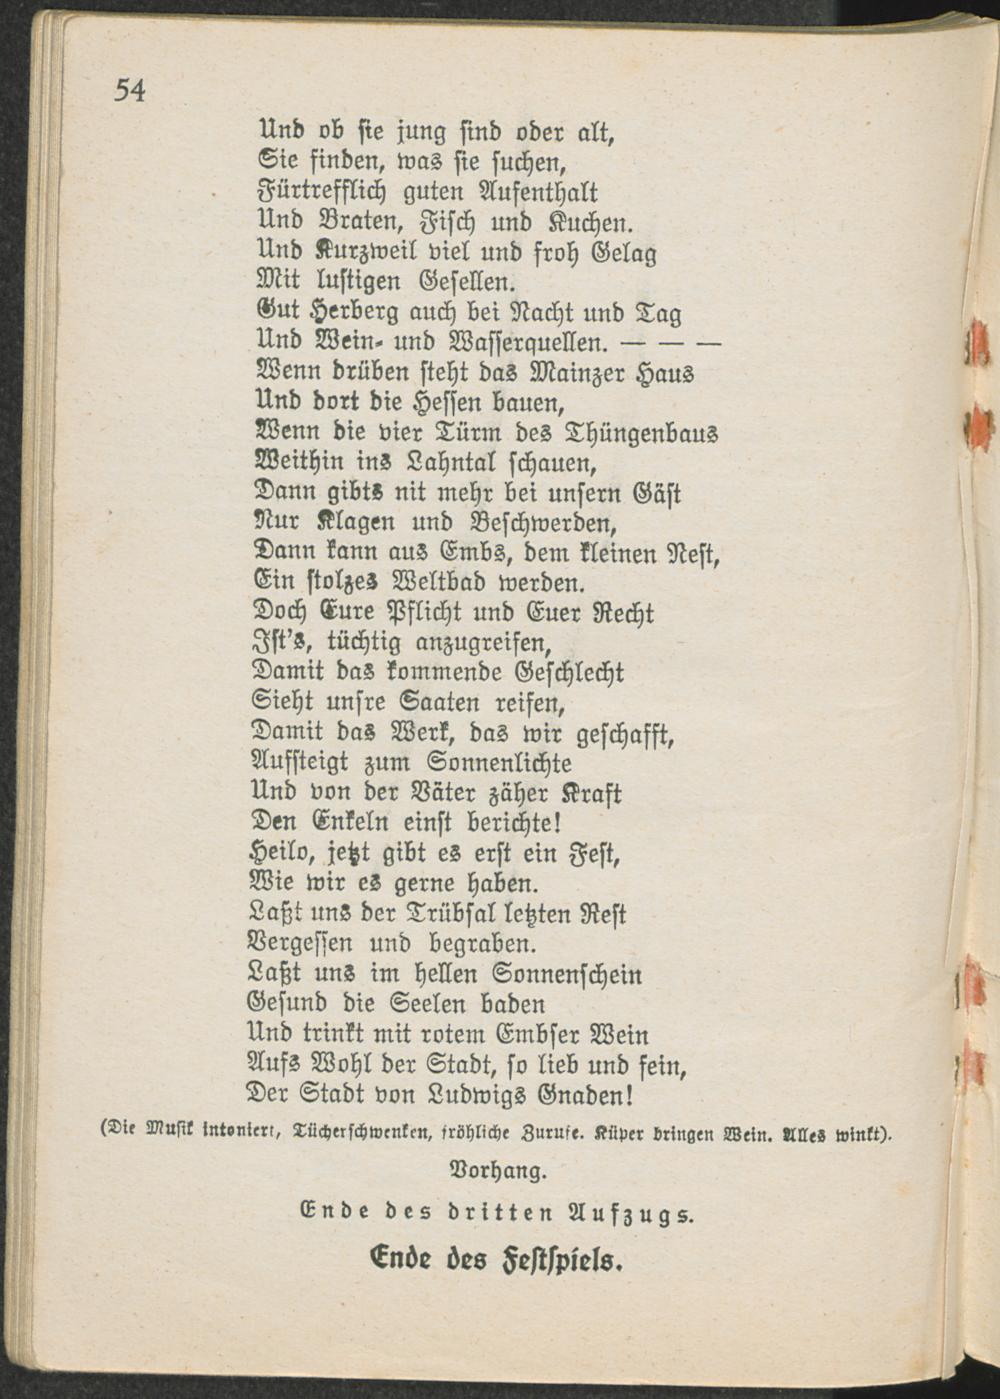 54
Und ob sie jung sind oder alt,
Sie finden, was sie suchen,
Fürtrefflich guten Aufenthalt
Und Braten, Fisch und Kuchen.
Und Kurzweil viel und froh Gelag
Mit lustigen Gesellen.
Gut Herberg auch bei Nacht und Tag
Und Wein- und Wasserquellen. — — —
Wenn drüben steht das Mainzer Haus
Und dort die Hessen bauen,
Wenn die vier Türm des Thüngenbaus
Weithin ins Lahntal schauen,
Dann gibts nit mehr bei unsern Gäst
Nur Klagen und Beschwerden,
Dann kann aus Embs, dem kleinen Nest,
Ein stolzes Weltbad werden.
Doch Eure Pflicht und Euer Recht
Ist's, tüchtig anzugreifen,
Damit das kommende Geschlecht
Sieht unsre Saaten reifen,
Damit das Werk, das wir geschafft,
Aufsteigt zum Sonnenlichte
Und von der Väter zäher Kraft
Den Enkeln einst berichte!
Heilo, jetzt gibt es erst ein Fest,
Wie wir es gerne haben.
Laßt uns der Trübsal letzten Rest
Vergessen und begraben.
Laßt uns im hellen Sonnenschein
Gesund die Seelen baden
Und trinkt mit rotem Embser Wein
Aufs Wohl der Stadt, so lieb und fein,
Der Stadt von Ludwigs Gnaden!
(Die Musik intoniert, Tücherschwenken, fröhliche Zurufe. Küper bringen Wein. Alles winkt).
Vorhang.
Ende des dritten Aufzugs.
Ende des Festspiels.